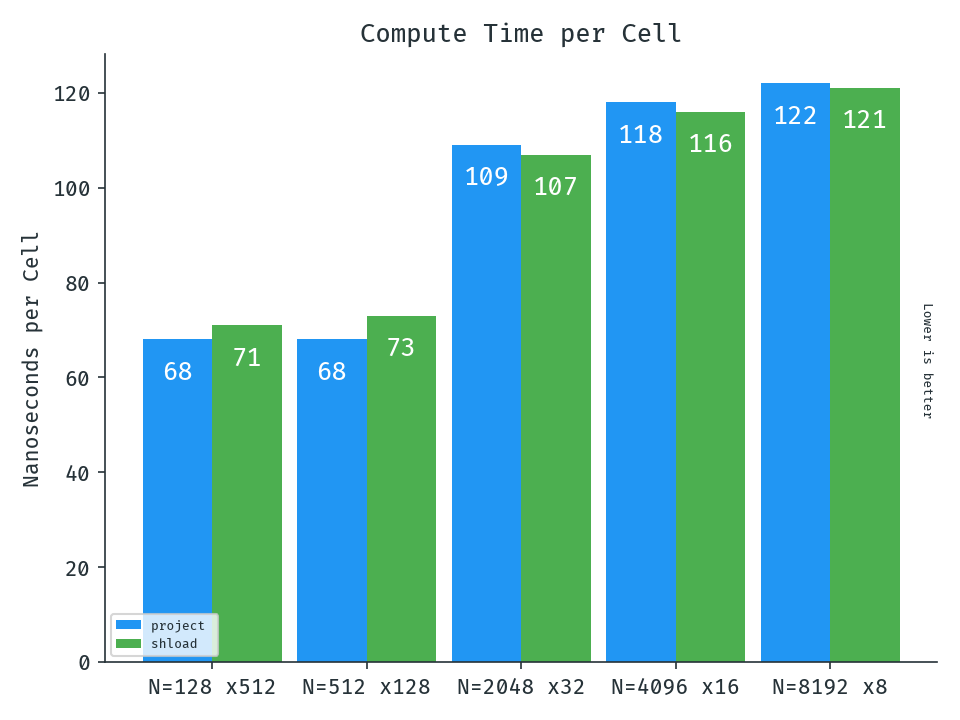 Compute Time per Cell
Nanoseconds per Cell
120
100
80
60
40
20
0
68
71
68
73
109
107
118
116
122
121
Lower is better
project
shload
N=128 x512
N=512 x128
N=2048 x32
N=4096 x16
N=8192 x8